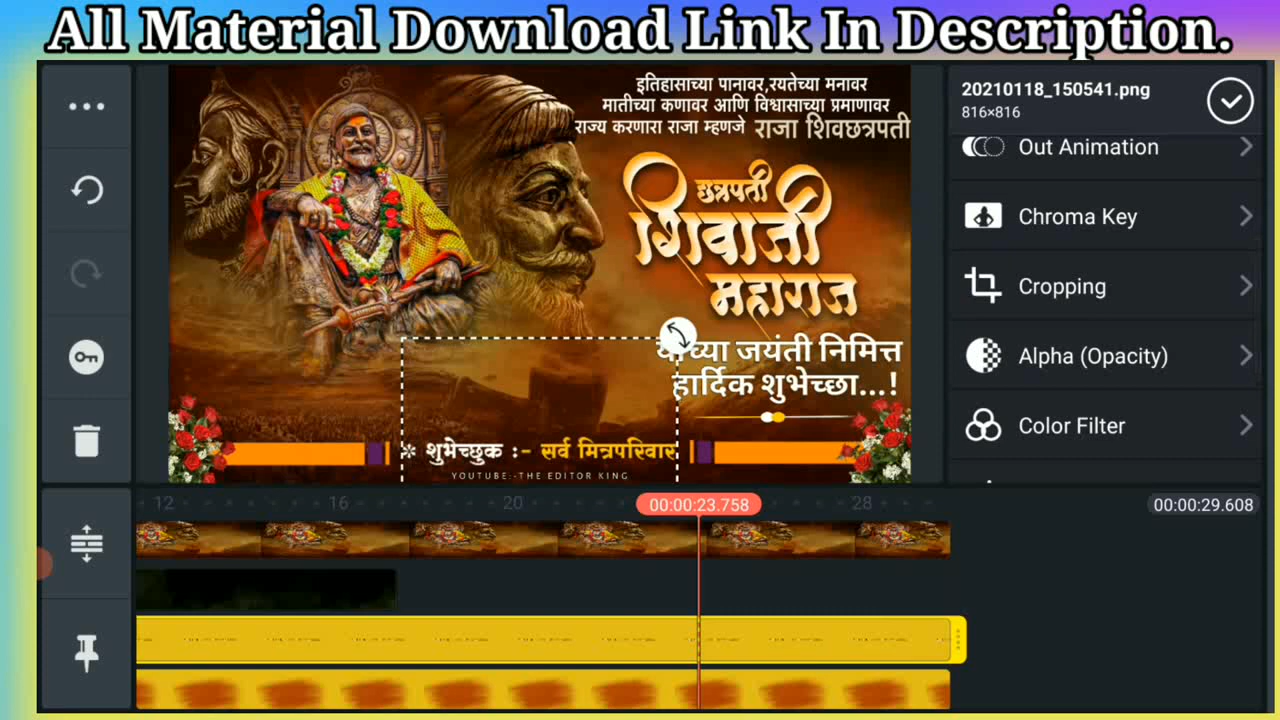 All Material Download Link In Description.
20210118_150541.png
816×816
Out Animation
Chroma Key
Cropping
Alpha (Opacity)
Color Filter
इतिहासाच्या पानावर,रयतेच्या मनावर
मातीच्या कणावर आणि विधासाच्या प्रमाणावर
राज्य करणारा राजा म्हणजे राजा शिवछत्रपती
छत्रपती
शिवाजी
महाराज
यांच्या जयंती निमित्त
हार्दिक शुभेच्छा...!
शुभेच्छुक :- सर्व मित्रपरिवार
YOUTUBE:-THE EDITOR KING
12 16 20 00:00:23.758 28 00:00:29.608